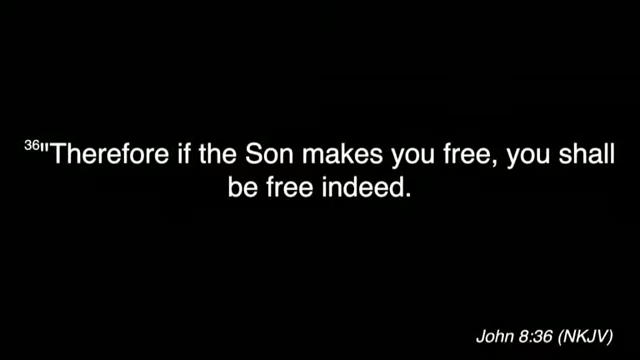 36"Therefore if the Son makes you free, you shall
be free indeed.
John 8:36 (NKJV)